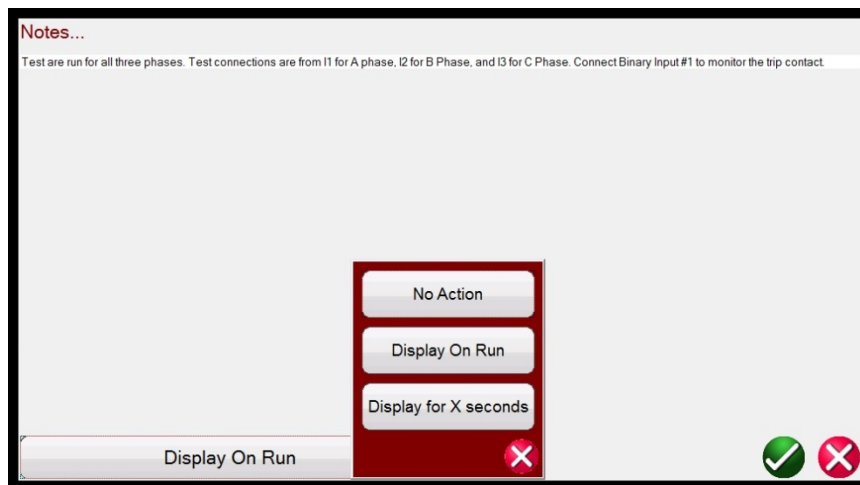 Notes...
Test are run for all three phases. Test connections are from I1 for A phase, I2 for B Phase, and I3 for C Phase. Connect Binary Input #1 to monitor the trip contact.
No Action
Display On Run
Display for X seconds
Display On Run